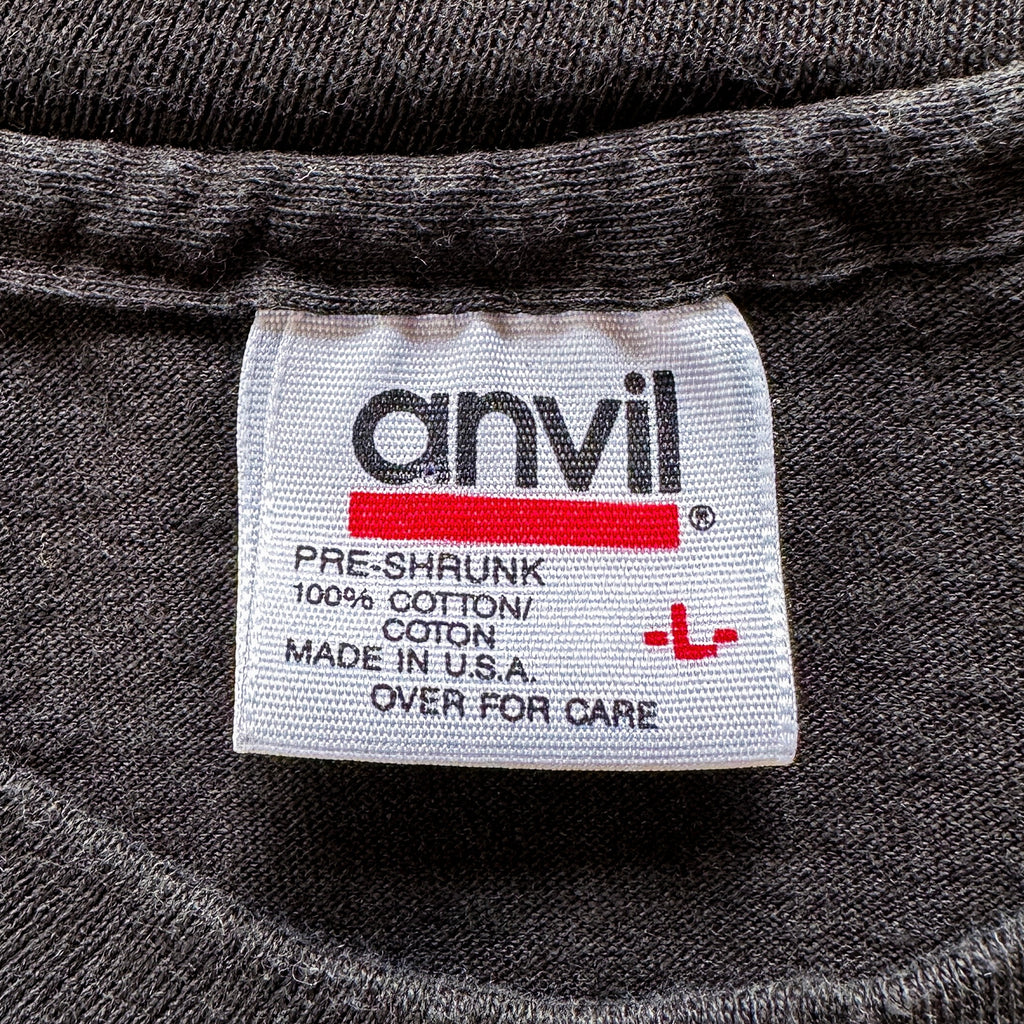 anvil®
PRE-SHRUNK
100% COTTON/
COTON
-L-
MADE IN U.S.A.
OVER FOR CARE